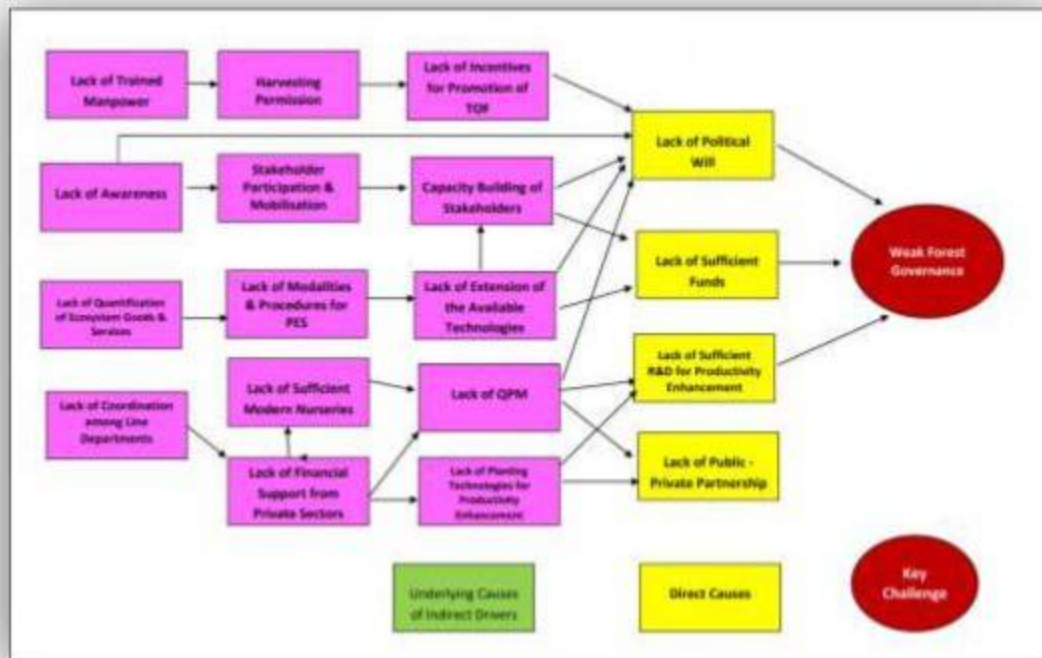 Lack of Trained
Manpower
Harvesting
Permission
Lack of Incentives
for Promotion of
TOF
Lack of Political
Will
Lack of Awareness
Stakeholder
Participation &
Mobilisation
Capacity Building of
Stakeholders
Weak Forest
Governance
Lack of Sufficient
Funds
Lack of Quantification
of Ecosystem Goods &
Services
Lack of Modalities
& Procedures for
PES
Lack of Extension of
the Available
Technologies
Lack of Sufficient
R&D for Productivity
Enhancement
Lack of Sufficient
Modern Nurseries
Lack of QPM
Lack of Coordination
among Line
Departments
Lack of Public -
Private Partnership
Lack of Financial
Support from
Private Sectors
Lack of Planting
Technologies for
Productivity
Enhancement
Underlying Causes
of Indirect Drivers
Direct Causes
Key
Challenge